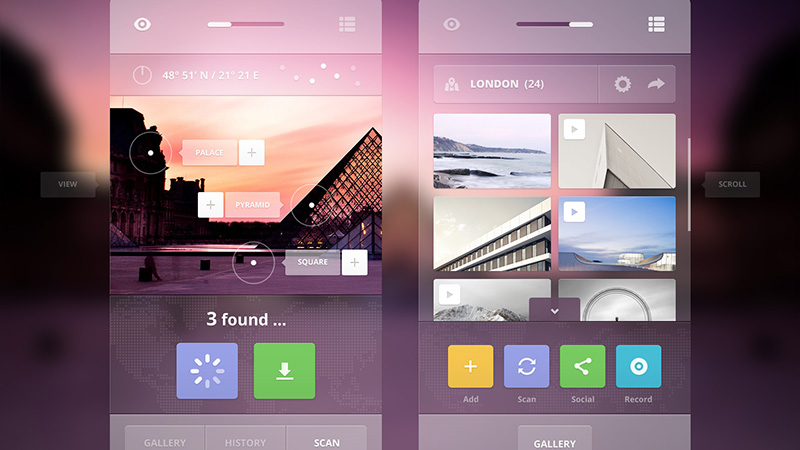 48° 51' N / 21° 21 E
PALACE
PYRAMID
SQUARE
VIEW
3 found ...
GALLERY
HISTORY
SCAN
LONDON (24)
SCROLL
Add
Scan
Social
Record
GALLERY